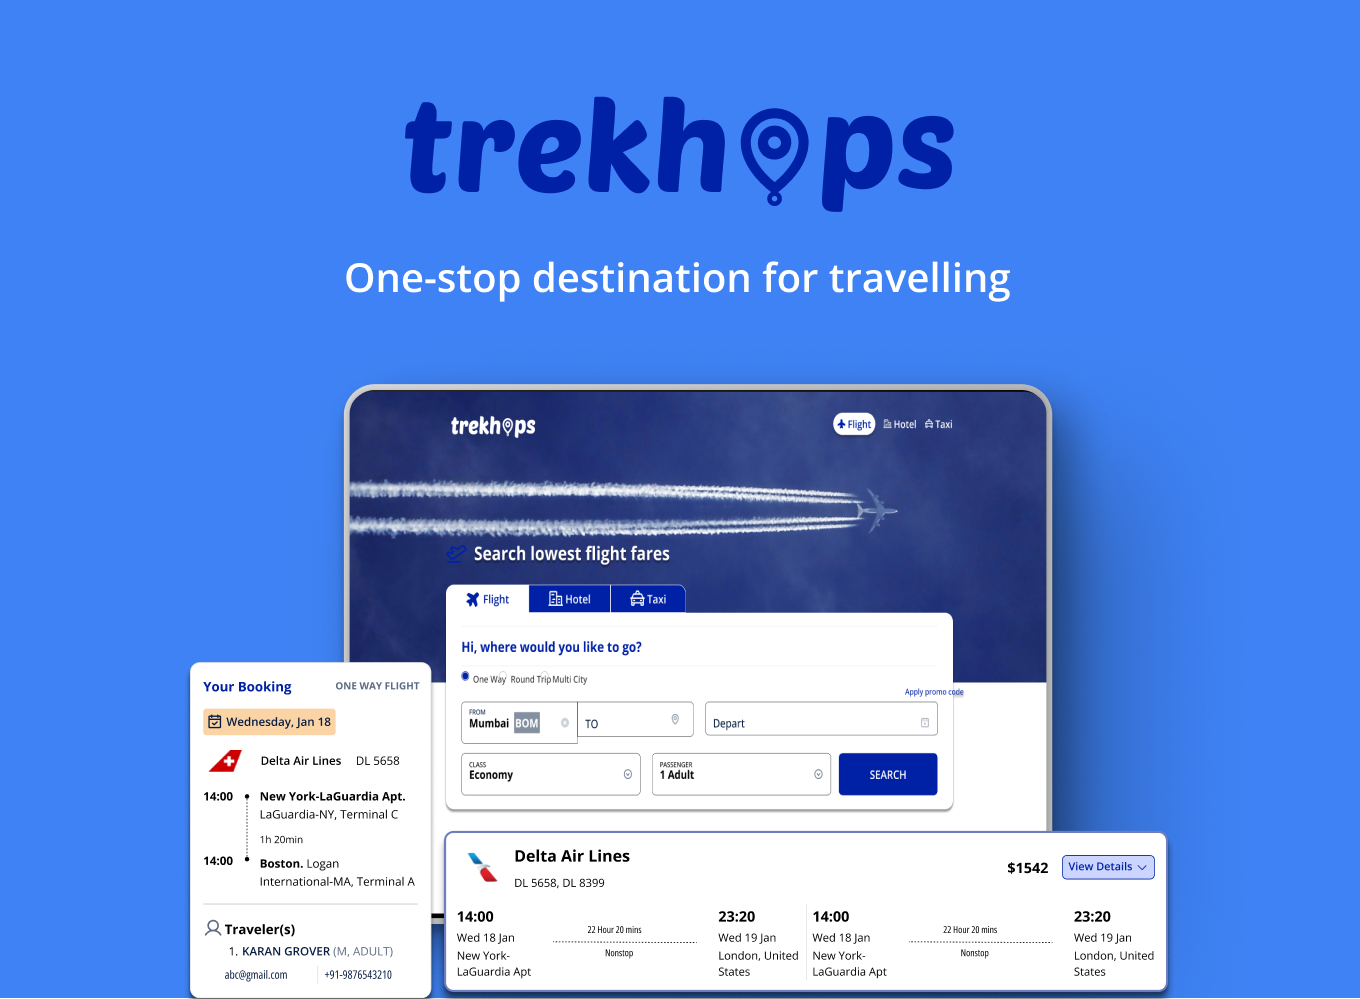 trekhops
One-stop destination for travelling
trekhops
Flight Hotel Taxi
Search lowest flight fares
Flight Hotel Taxi
Hi, where would you like to go?
One Way Round Trip Multi City
Apply promo code
FROM
Mumbai BOM
TO
Depart
CLASS
Economy
PASSENGER
1 Adult
SEARCH
Your Booking ONE WAY FLIGHT
Wednesday, Jan 18
Delta Air Lines DL 5658
14:00 New York-LaGuardia Apt.
LaGuardia-NY, Terminal C
1h 20min
14:00 Boston. Logan
International-MA, Terminal A
Traveler(s)
1. KARAN GROVER (M, ADULT)
abc@gmail.com +91-9876543210
Delta Air Lines
DL 5658, DL 8399
$1542 View Details
14:00
Wed 18 Jan
New York-
LaGuardia Apt
22 Hour 20 mins
Nonstop
23:20
Wed 19 Jan
London, United
States
14:00
Wed 18 Jan
New York-
LaGuardia Apt
22 Hour 20 mins
Nonstop
23:20
Wed 19 Jan
London, United
States